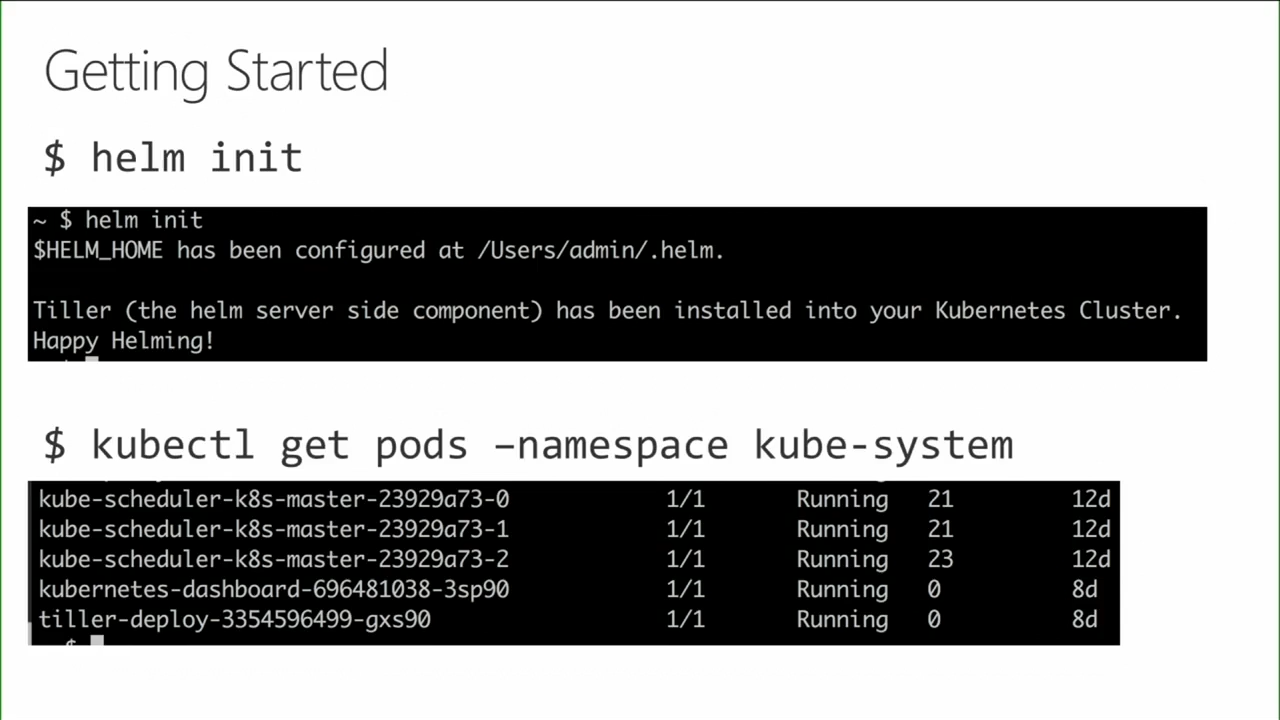 Getting Started
$ helm init
~ $ helm init
$HELM_HOME has been configured at /Users/admin/.helm.
Tiller (the helm server side component) has been installed into your Kubernetes Cluster.
Happy Helming!
$ kubectl get pods –namespace kube-system
kube-scheduler-k8s-master-23929a73-0 1/1 Running 21 12d
kube-scheduler-k8s-master-23929a73-1 1/1 Running 21 12d
kube-scheduler-k8s-master-23929a73-2 1/1 Running 23 12d
kubernetes-dashboard-696481038-3sp90 1/1 Running 0 8d
tiller-deploy-3354596499-gxs90 1/1 Running 0 8d